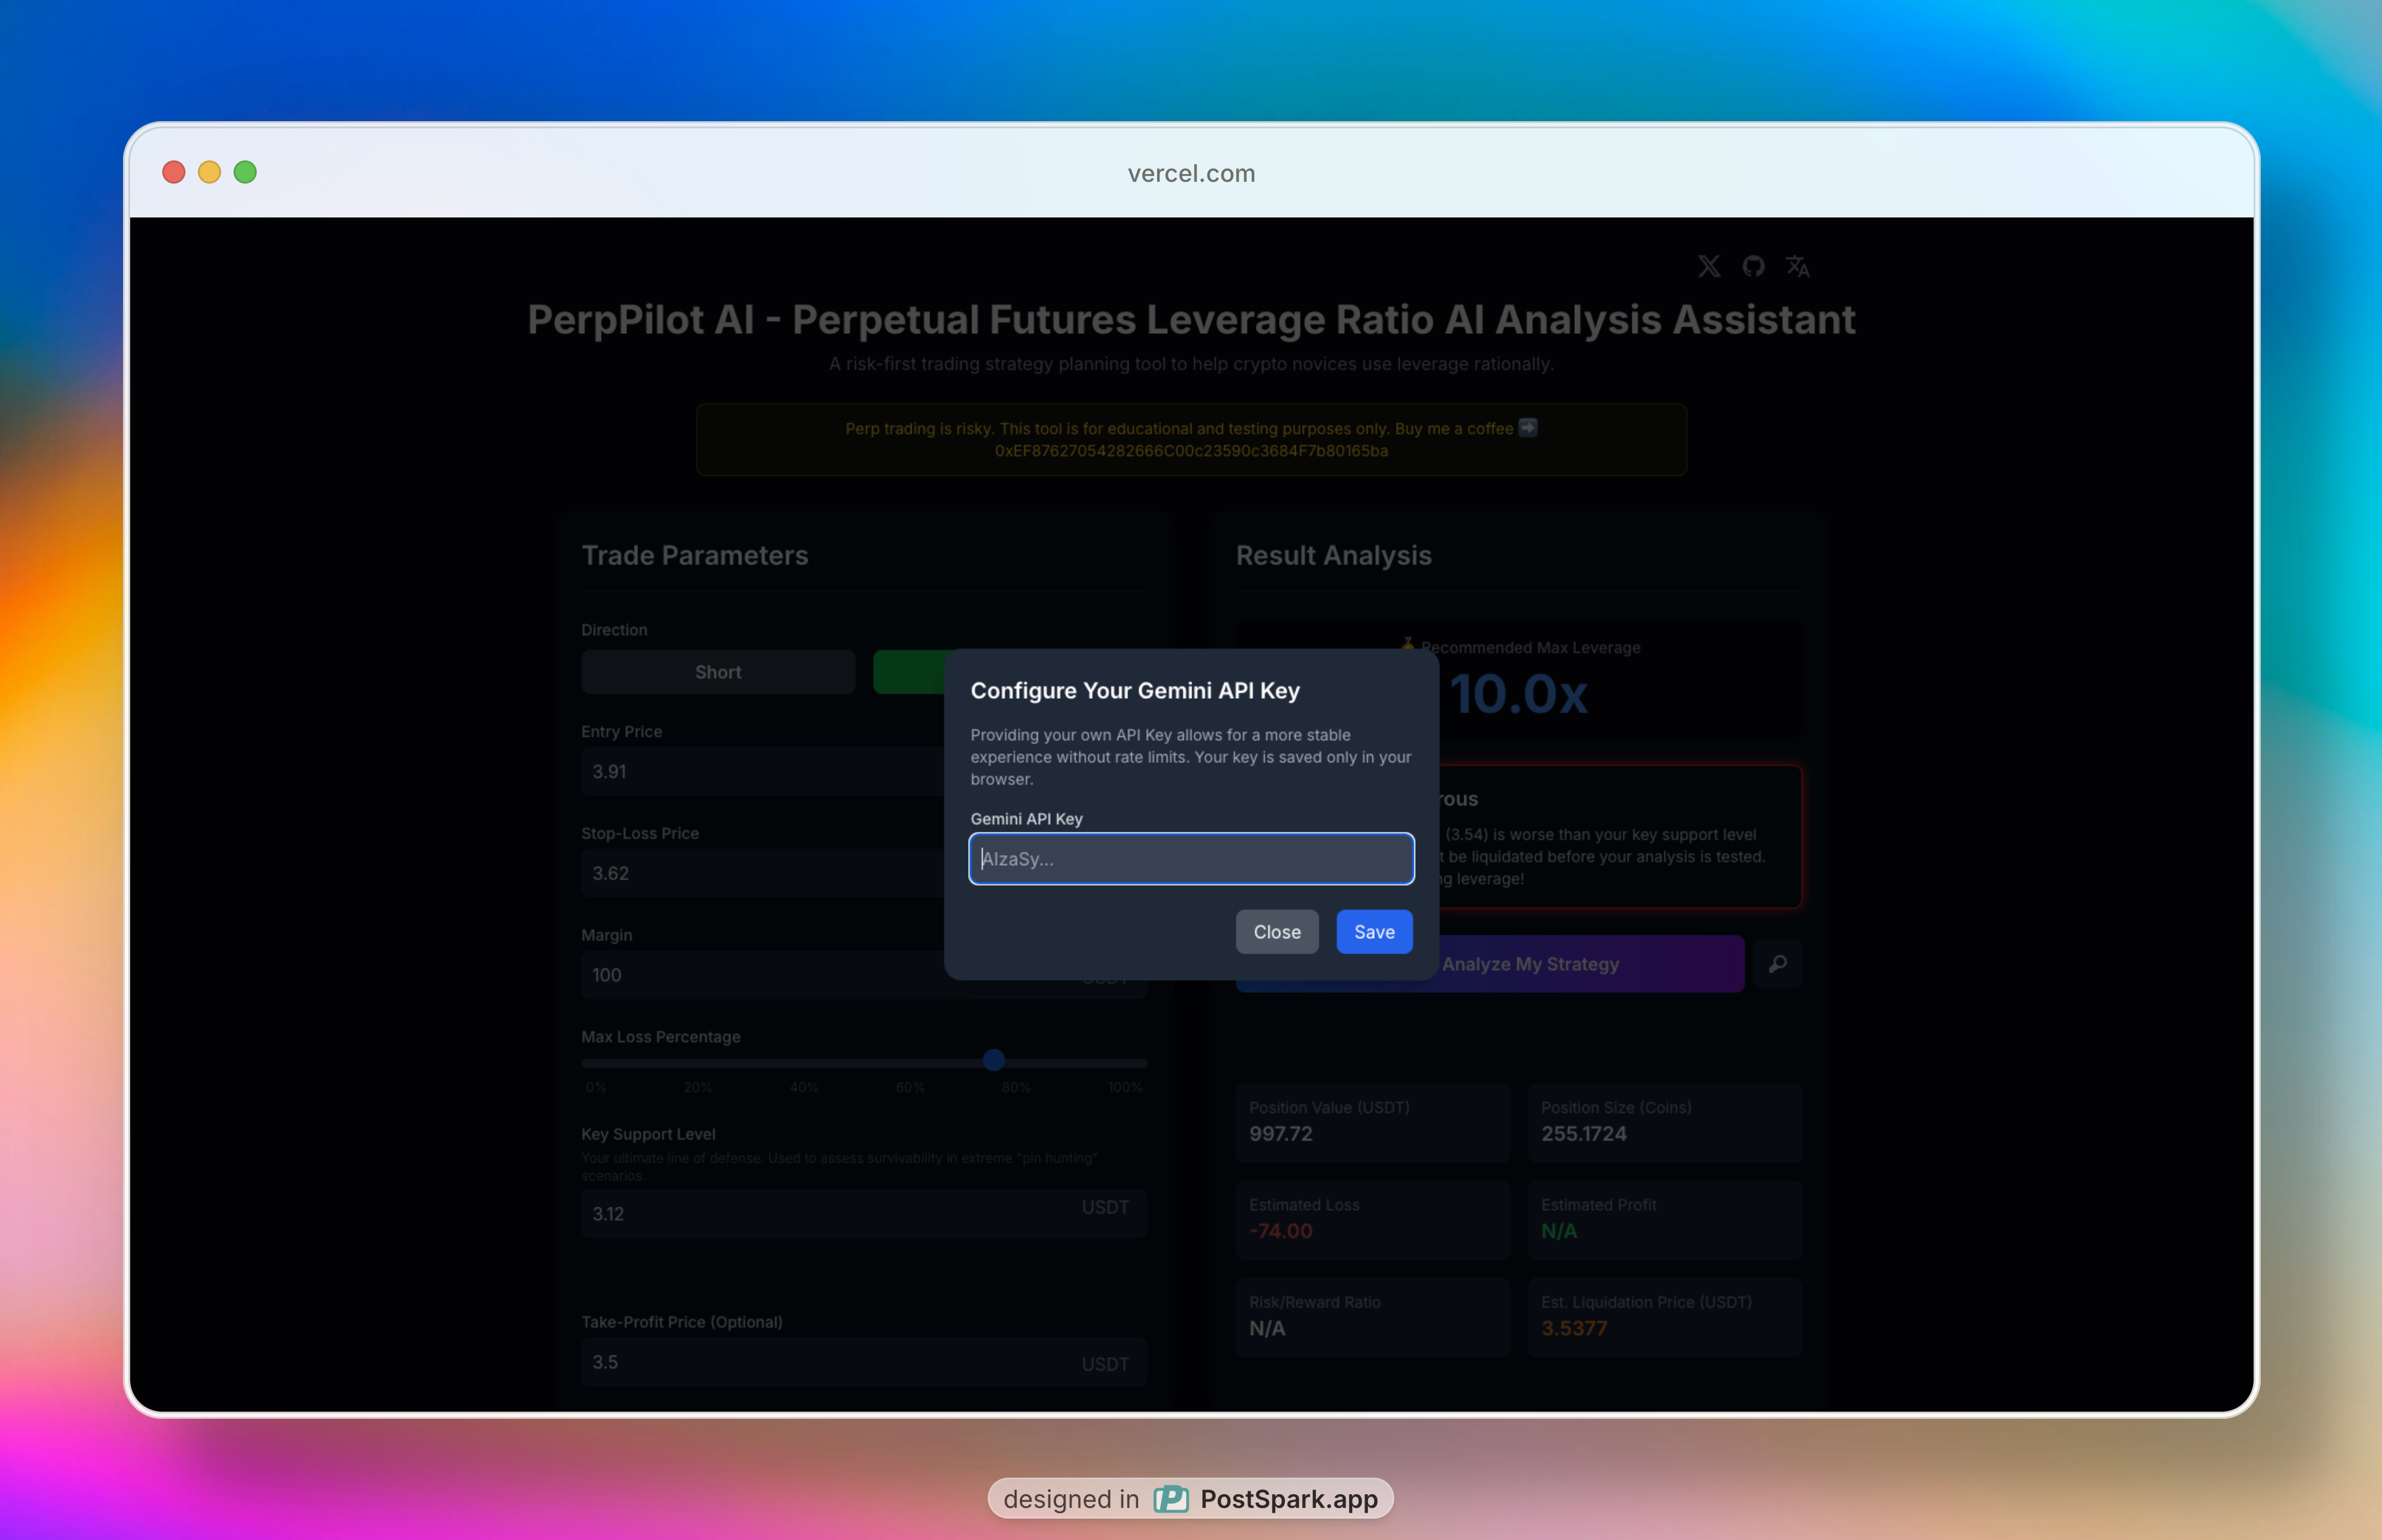 vercel.com
PerpPilot AI - Perpetual Futures Leverage Ratio AI Analysis Assistant
A risk-first trading strategy planning tool to help crypto novices use leverage rationally.
Perp trading is risky. This tool is for educational and testing purposes only. Buy me a coffee ➡️
0xEF87627054282666C00c23590c3684F7b80165ba
Trade Parameters
Direction
Short
Entry Price
3.91
Stop-Loss Price
3.62
Margin
100
USDT
Max Loss Percentage
0% 20% 40% 60% 80% 100%
Key Support Level
Your ultimate line of defense. Used to assess survivability in extreme "pin hunting"
scenarios.
3.12 USDT
Take-Profit Price (Optional)
3.5 USDT
Configure Your Gemini API Key
Providing your own API Key allows for a more stable
experience without rate limits. Your key is saved only in your
browser.
Gemini API Key
AIzaSy...
Close Save
Result Analysis
🏅 Recommended Max Leverage
10.0x
rous
(3.54) is worse than your key support level
t be liquidated before your analysis is tested.
ng leverage!
Analyze My Strategy
Position Value (USDT)
997.72
Position Size (Coins)
255.1724
Estimated Loss
-74.00
Estimated Profit
N/A
Risk/Reward Ratio
N/A
Est. Liquidation Price (USDT)
3.5377
designed in PostSpark.app